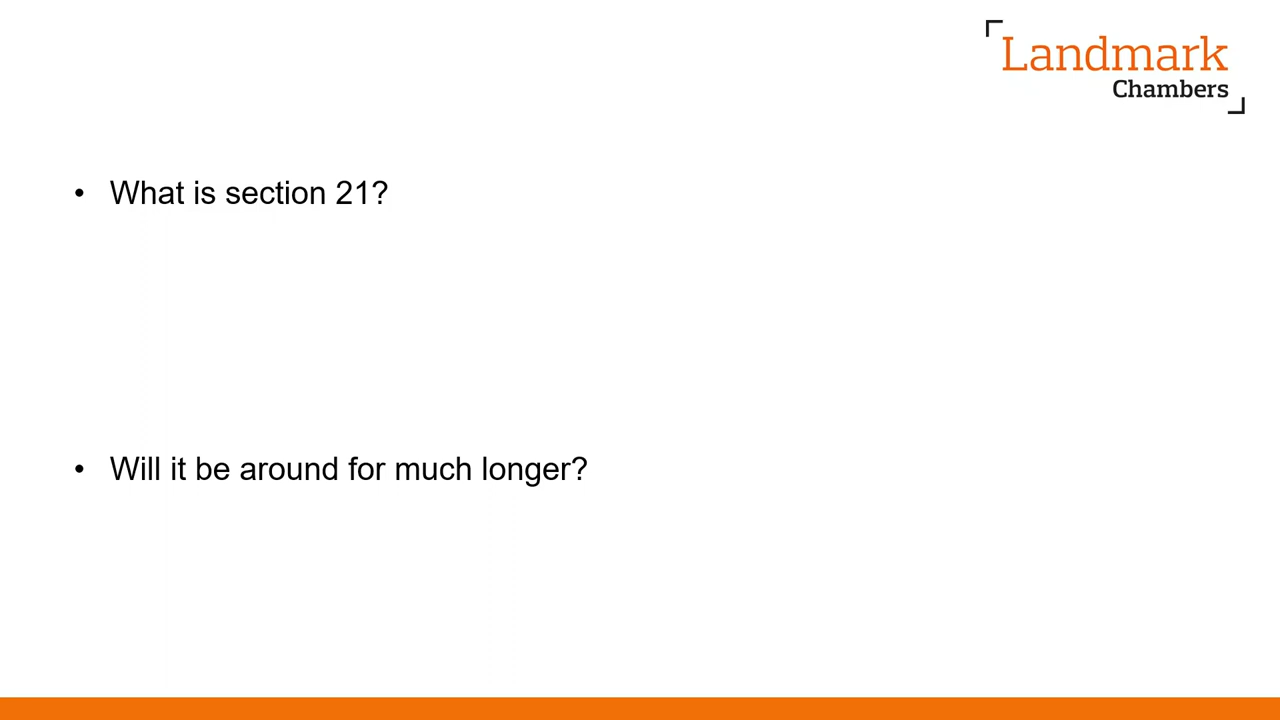 Landmark
Chambers
• What is section 21?
• Will it be around for much longer?